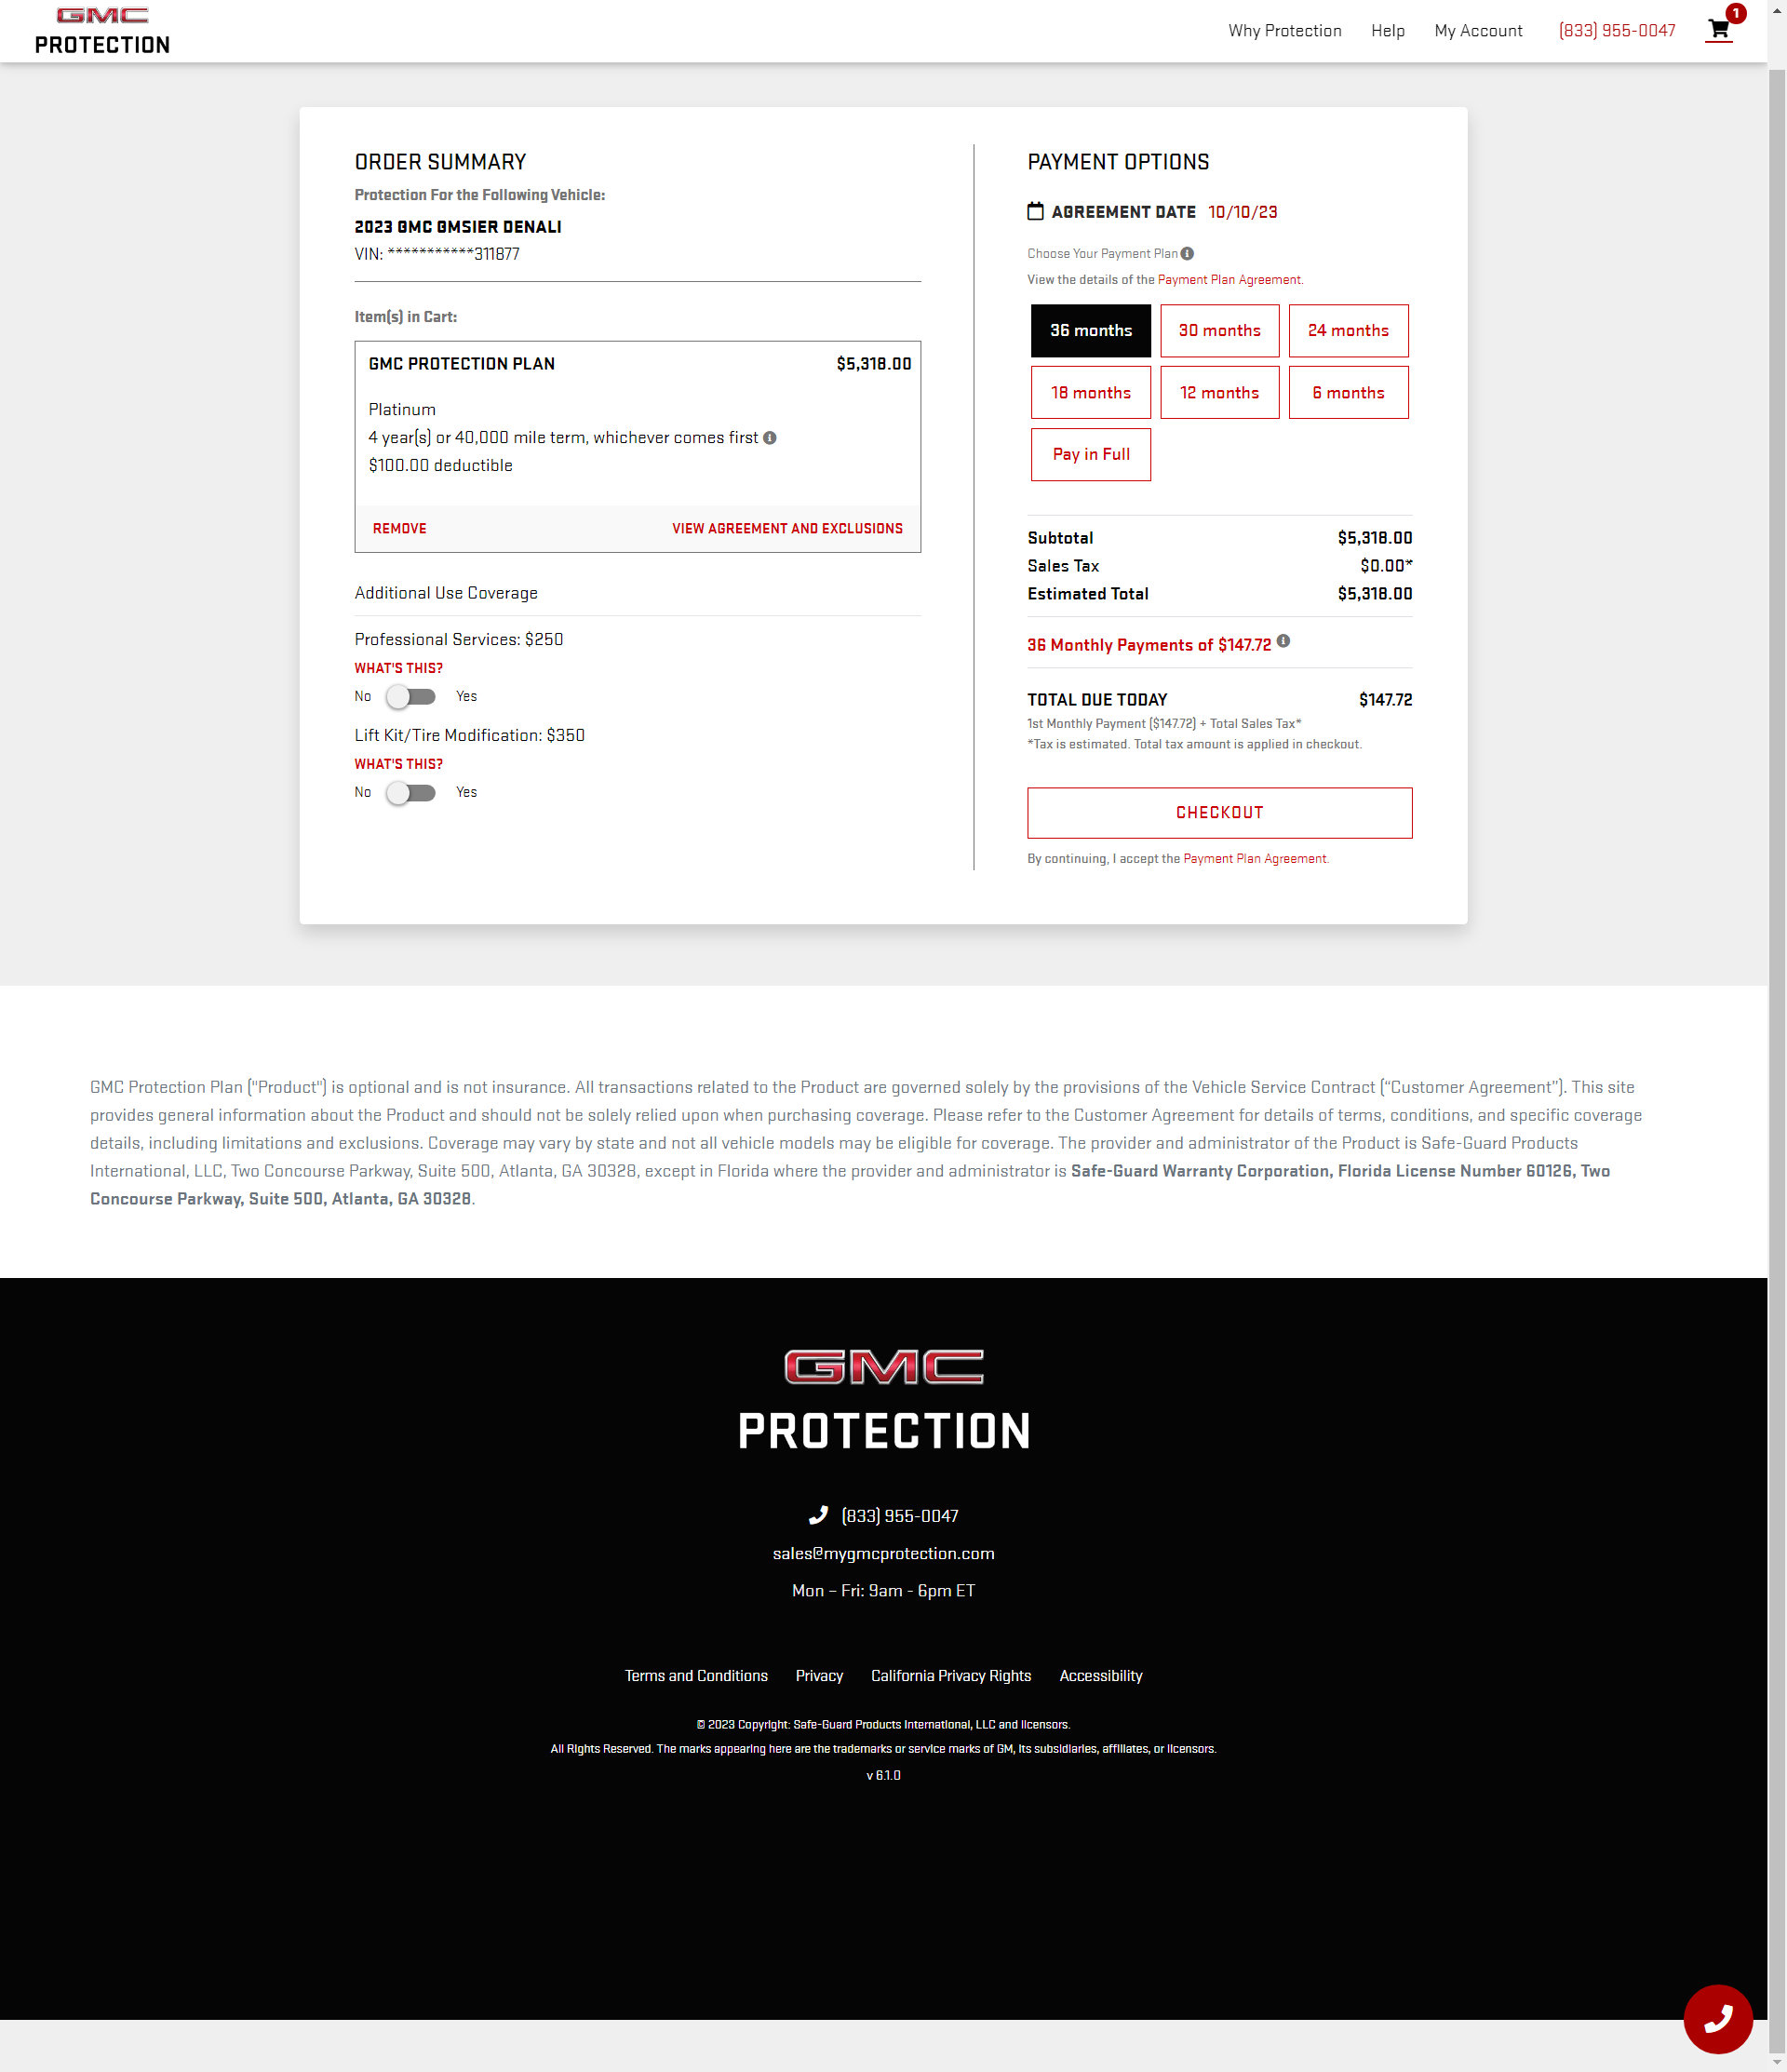 GMC
PROTECTION
Why Protection Help My Account (833) 955-0047 1
ORDER SUMMARY
Protection For the Following Vehicle:
2023 GMC GMSIER DENALI
VIN: ***********311877
Item(s) in Cart:
GMC PROTECTION PLAN $5,318.00
Platinum
4 year(s) or 40,000 mile term, whichever comes first
$100.00 deductible
REMOVE VIEW AGREEMENT AND EXCLUSIONS
Additional Use Coverage
Professional Services: $250
WHAT'S THIS?
No Yes
Lift Kit/Tire Modification: $350
WHAT'S THIS?
No Yes
PAYMENT OPTIONS
AGREEMENT DATE 10/10/23
Choose Your Payment Plan
View the details of the Payment Plan Agreement.
36 months 30 months 24 months
18 months 12 months 6 months
Pay in Full
Subtotal $5,318.00
Sales Tax $0.00*
Estimated Total $5,318.00
36 Monthly Payments of $147.72
TOTAL DUE TODAY $147.72
1st Monthly Payment ($147.72) + Total Sales Tax*
*Tax is estimated. Total tax amount is applied in checkout.
CHECKOUT
By continuing, I accept the Payment Plan Agreement.
GMC Protection Plan ("Product") is optional and is not insurance. All transactions related to the Product are governed solely by the provisions of the Vehicle Service Contract (“Customer Agreement”). This site
provides general information about the Product and should not be solely relied upon when purchasing coverage. Please refer to the Customer Agreement for details of terms, conditions, and specific coverage
details, including limitations and exclusions. Coverage may vary by state and not all vehicle models may be eligible for coverage. The provider and administrator of the Product is Safe-Guard Products
International, LLC, Two Concourse Parkway, Suite 500, Atlanta, GA 30328, except in Florida where the provider and administrator is Safe-Guard Warranty Corporation, Florida License Number 60126, Two
Concourse Parkway, Suite 500, Atlanta, GA 30328.
GMC
PROTECTION
(833) 955-0047
sales@mygmcprotection.com
Mon – Fri: 9am - 6pm ET
Terms and Conditions Privacy California Privacy Rights Accessibility
© 2023 Copyright: Safe-Guard Products International, LLC and licensors.
All Rights Reserved. The marks appearing here are the trademarks or service marks of GM, its subsidiaries, affiliates, or licensors.
v 6.1.0